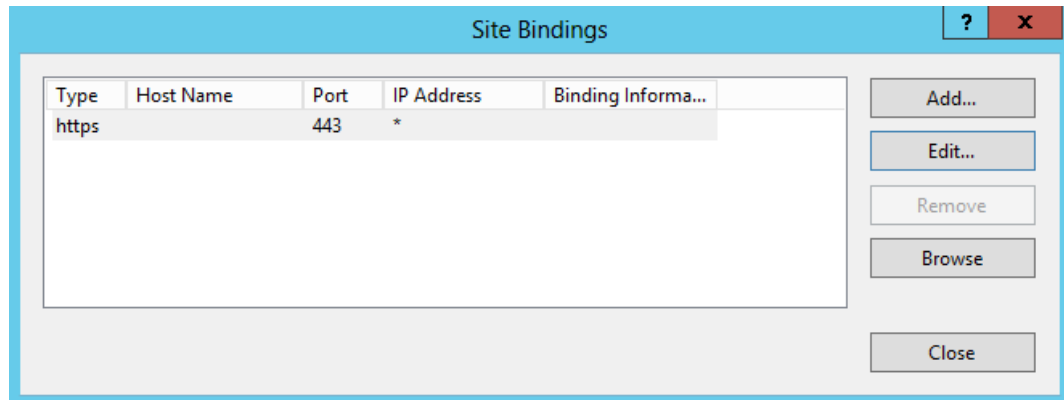 Site Bindings
? x
Type Host Name Port IP Address Binding Informa...
https 443 *
Add...
Edit...
Remove
Browse
Close